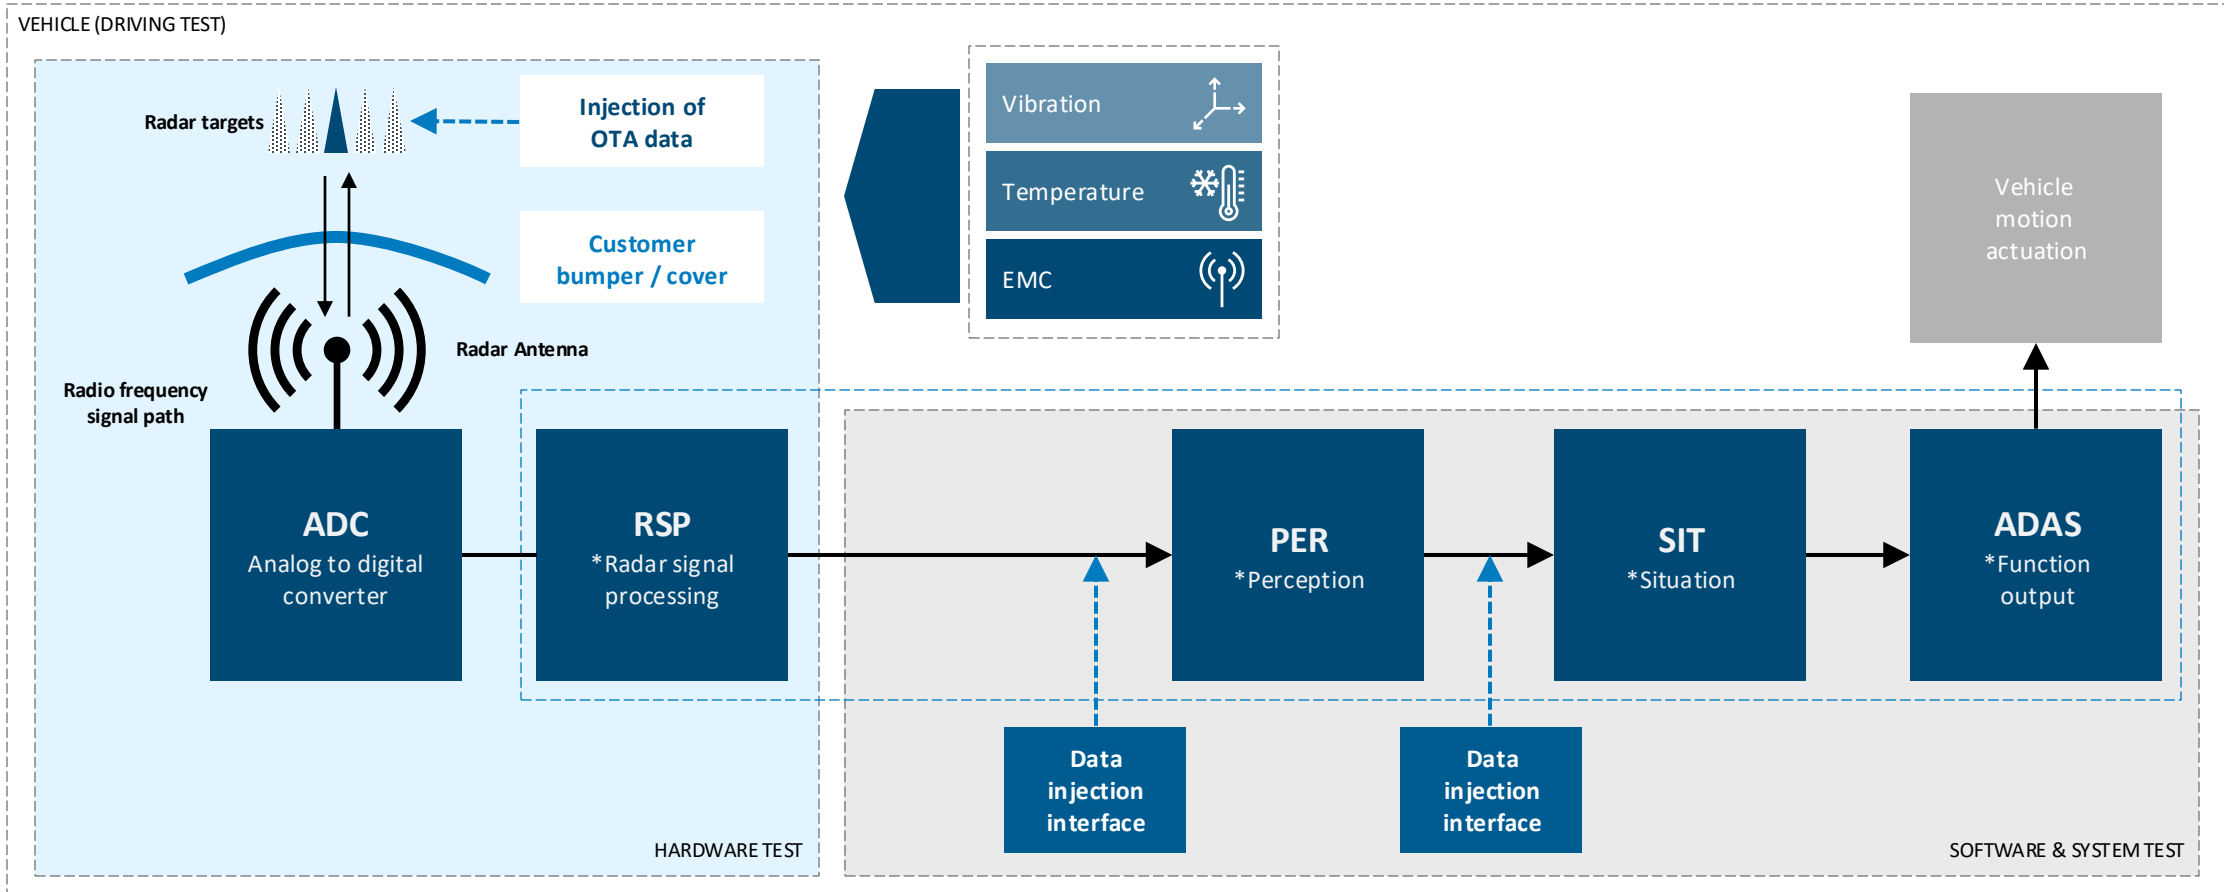 VEHICLE (DRIVING TEST)
Radar targets
Injection of
OTA data
Customer
bumper / cover
Radar Antenna
Radio frequency
signal path
Vibration
Temperature
EMC
Vehicle
motion
actuation
ADC
Analog to digital
converter
RSP
*Radar signal
processing
PER
*Perception
SIT
*Situation
ADAS
*Function
output
Data
injection
interface
Data
injection
interface
HARDWARE TEST
SOFTWARE & SYSTEM TEST